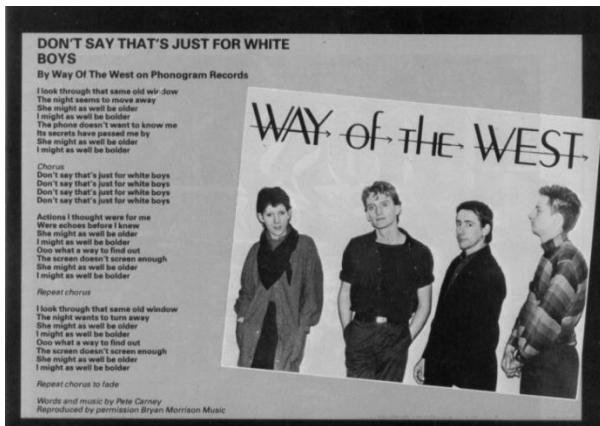 DON'T SAY THAT'S JUST FOR WHITE
BOYS
By Way Of The West on Phonogram Records
I look through that same old window
The night seems to move away
She might as well be older
I might as well be bolder
The phone doesn't want to know me
Its secrets have passed me by
She might as well be older
I might as well be bolder
Chorus
Don't say that's just for white boys
Don't say that's just for white boys
Don't say that's just for white boys
Don't say that's just for white boys
Actions I thought were for me
Were echoes before I knew
She might as well be older
I might as well be bolder
Ooo what a way to find out
The screen doesn't screen enough
She might as well be older
I might as well be bolder
Repeat chorus
I look through that same old window
The night wants to turn away
She might as well be older
I might as well be bolder
Ooo what a way to find out
The screen doesn't screen enough
She might as well be older
I might as well be bolder
Repeat chorus to fade
Words and music by Pete Carney
Reproduced by permission Bryan Morrison Music
WAY of THE WEST